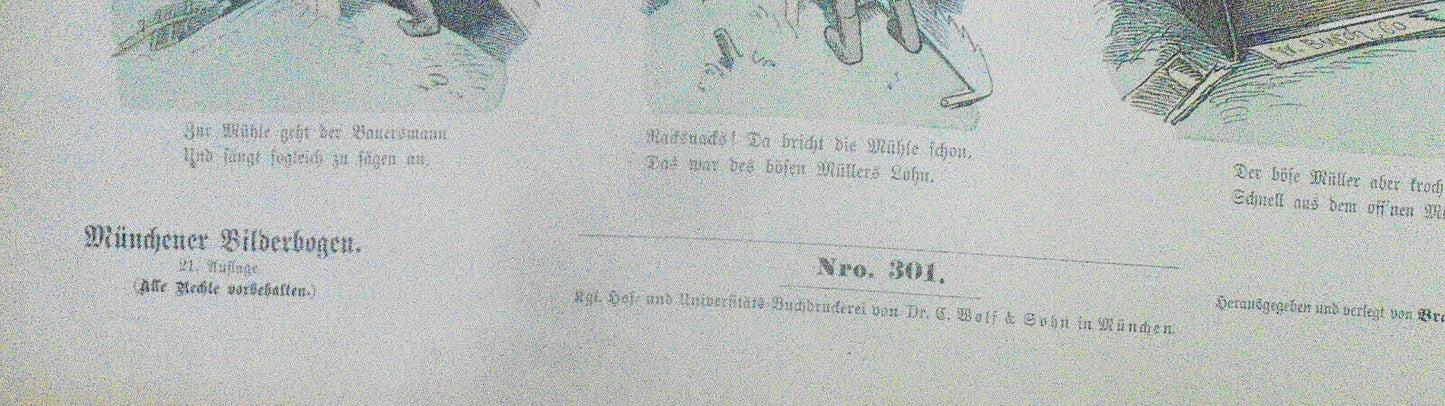 Zur Mühle geht der Bauersmann
Und fängt sogleich zu sägen an.
Racksnacks! Da bricht die Mühle schon,
Das war des bösen Müllers Lohn.
Der böse Müller aber kroch
Schnell aus dem off'nen
W. Busch
Münchener Bilderbogen.
21. Auflage
(Alle Rechte vorbehalten.)
Nro. 301.
Kgl. Hof- und Universitäts-Buchdruckerei von Dr. C. Wolf & Sohn in München.
Herausgegeben und verlegt von